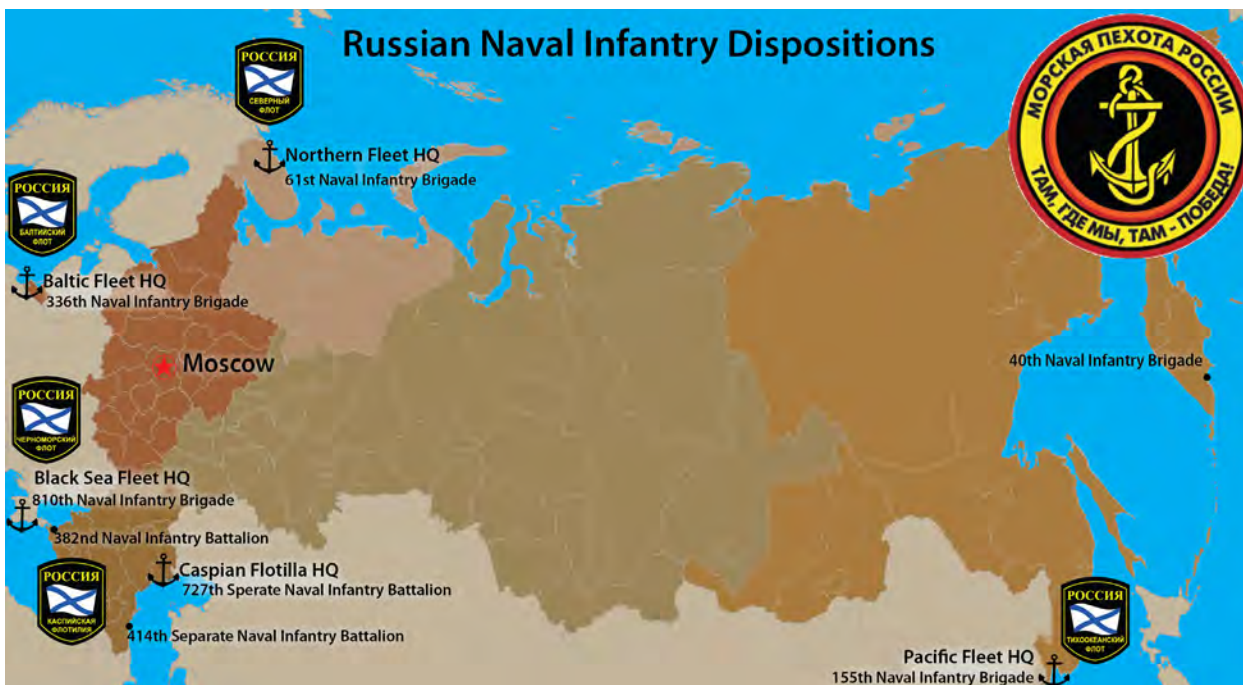 Russian Naval Infantry Dispositions
МОРСКАЯ ПЕХОТА РОССИИ
ТАМ, ГДЕ МЫ, ТАМ - ПОБЕДА!
РОССИЯ
СЕВЕРНЫЙ
ФЛОТ
Northern Fleet HQ
61st Naval Infantry Brigade
РОССИЯ
БАЛТИЙСКИЙ
ФЛОТ
Baltic Fleet HQ
336th Naval Infantry Brigade
Moscow
40th Naval Infantry Brigade
РОССИЯ
ЧЕРНОМОРСКИЙ
ФЛОТ
Black Sea Fleet HQ
810th Naval Infantry Brigade
382nd Naval Infantry Battalion
Caspian Flotilla HQ
727th Sperate Naval Infantry Battalion
РОССИЯ
КАСПИЙСКАЯ
ФЛОТИЛИЯ
414th Separate Naval Infantry Battalion
РОССИЯ
ТИХООКЕАНСКИЙ
ФЛОТ
Pacific Fleet HQ
155th Naval Infantry Brigade